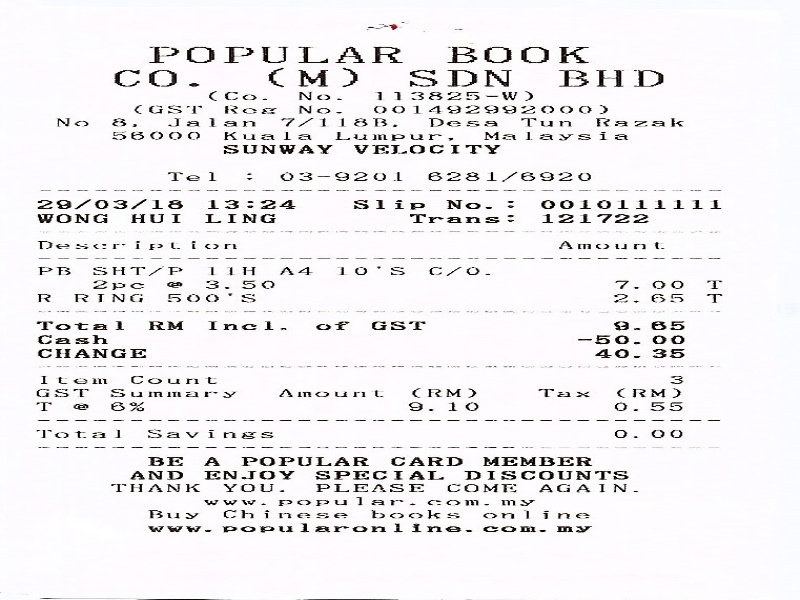 POPULAR BOOK
CO. (M) SDN BHD
(Co. No. 113825-W)
(GST Reg No. 001492992000)
No 8, Jalan 7/118B, Desa Tun Razak
56000 Kuala Lumpur, Malaysia
SUNWAY VELOCITY
Tel : 03-9201 6281/6920
29/03/18 13:24 Slip No.: 0010111111
WONG HUI LING Trans: 121722
Description Amount
PB SHT/P 11H A4 10'S C/O.
2pc @ 3.50 7.00 T
R RING 500'S 2.65 T
Total RM Incl. of GST 9.65
Cash -50.00
CHANGE 40.35
Item Count 3
GST Summary Amount (RM) Tax (RM)
T @ 6% 9.10 0.55
Total Savings 0.00
BE A POPULAR CARD MEMBER
AND ENJOY SPECIAL DISCOUNTS
THANK YOU. PLEASE COME AGAIN.
www.popular.com.my
Buy Chinese books online
www.popularonline.com.my